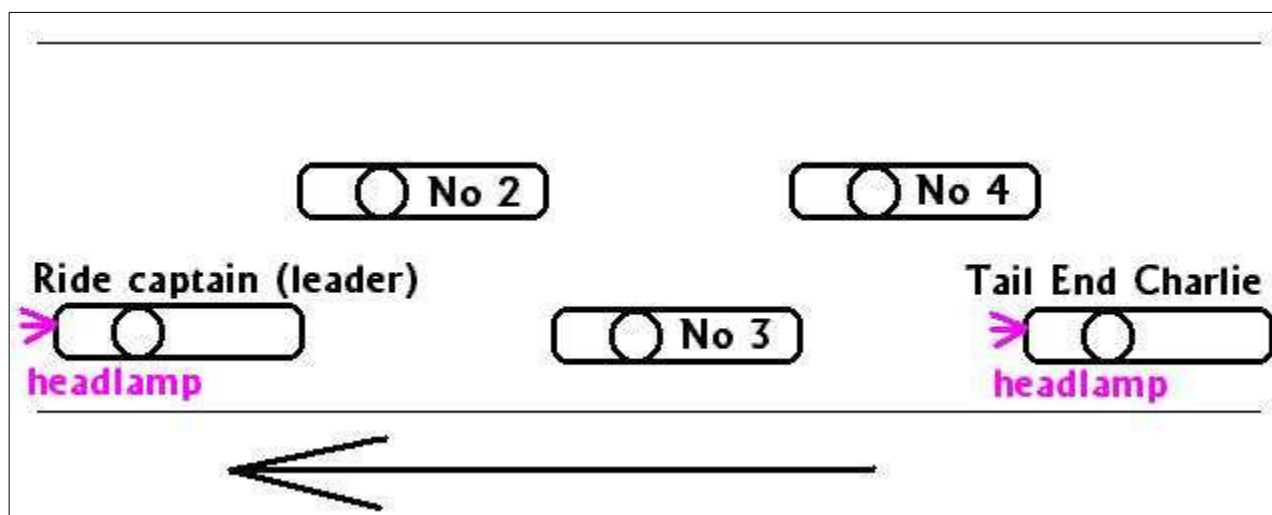 No 2
No 4
Ride captain (leader)
Tail End Charlie
No 3
headlamp
headlamp